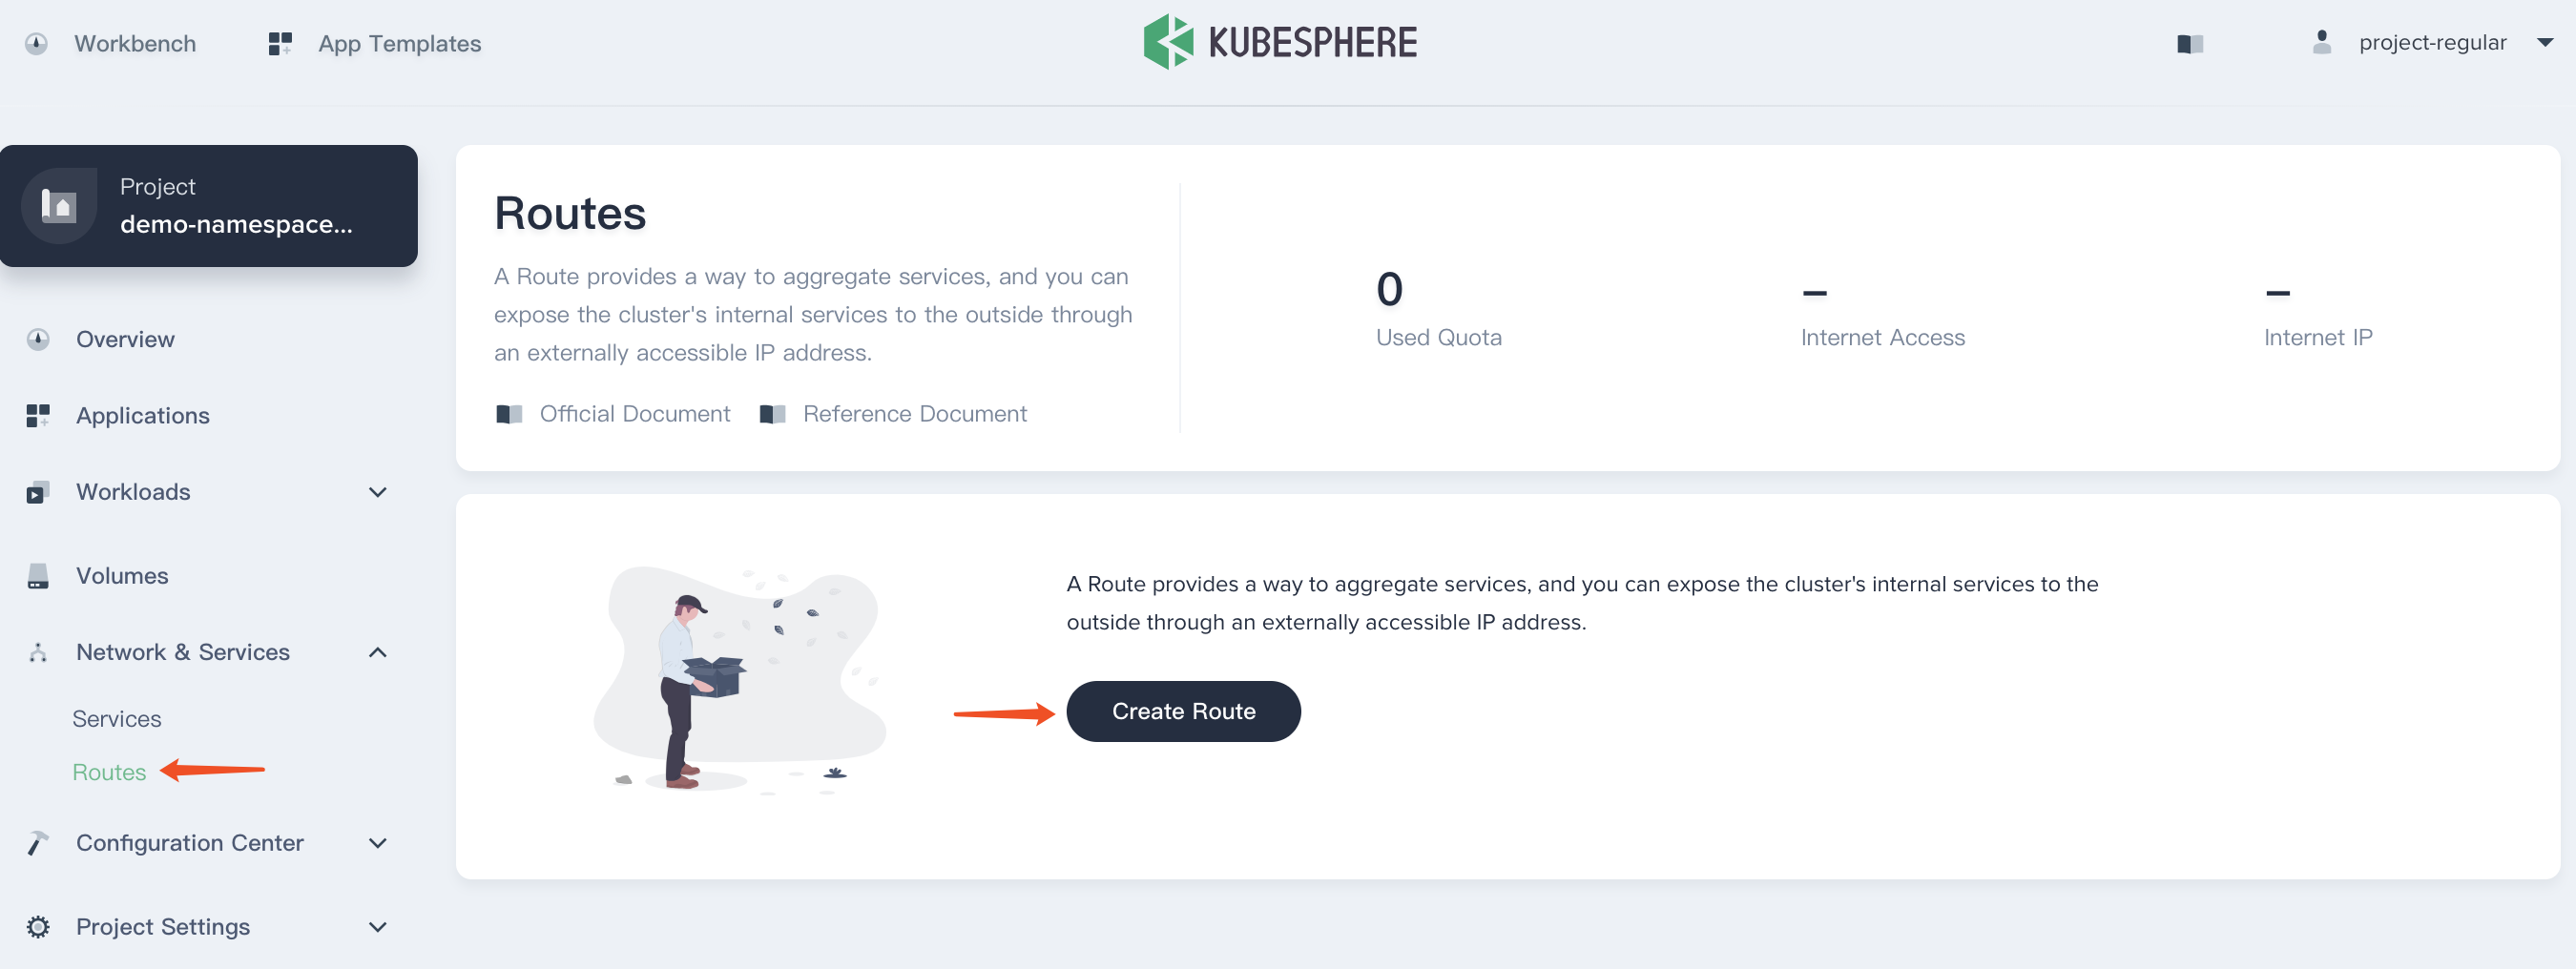 Workbench
App Templates
KUBESPHERE
project-regular
Project
demo-namespace...
Overview
Applications
Workloads
Volumes
Network & Services
Services
Routes
Configuration Center
Project Settings
Routes
A Route provides a way to aggregate services, and you can
expose the cluster's internal services to the outside through
an externally accessible IP address.
Official Document
Reference Document
0
Used Quota
–
Internet Access
–
Internet IP
A Route provides a way to aggregate services, and you can expose the cluster's internal services to the
outside through an externally accessible IP address.
Create Route